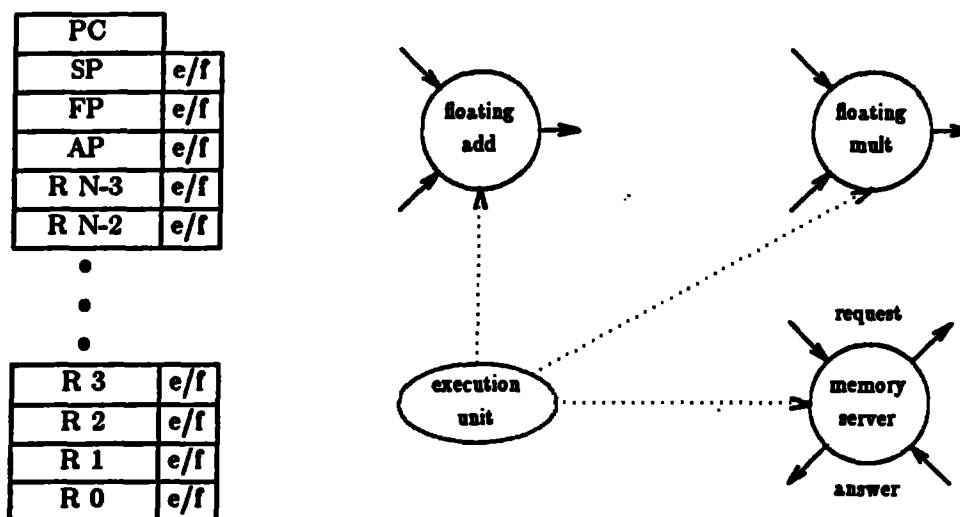 PC
SP e/f
FP e/f
AP e/f
R N-3 e/f
R N-2 e/f
R 3 e/f
R 2 e/f
R 1 e/f
R 0 e/f
floating
add
floating
mult
execution
unit
request
memory
server
answer